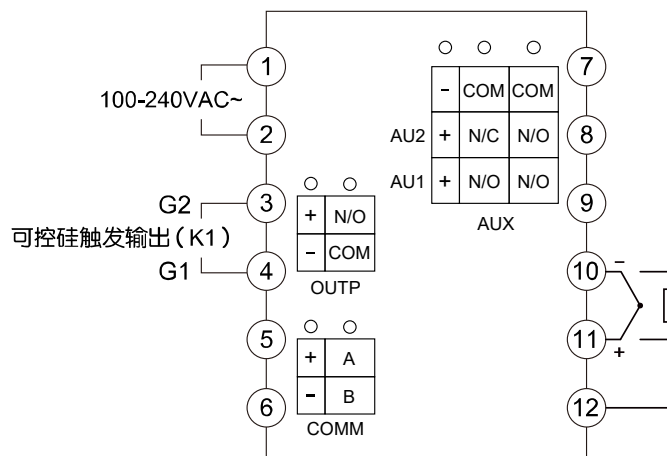 1
7
100-240VAC~
- COM COM
2
AU2 + N/C N/O
8
AU1 + N/O N/O
G2
3
+ N/O
AUX
9
可控硅触发输出(K1)
- COM
G1
4
OUTP
10 -
5
+ A
11 +
- B
6
COMM
12